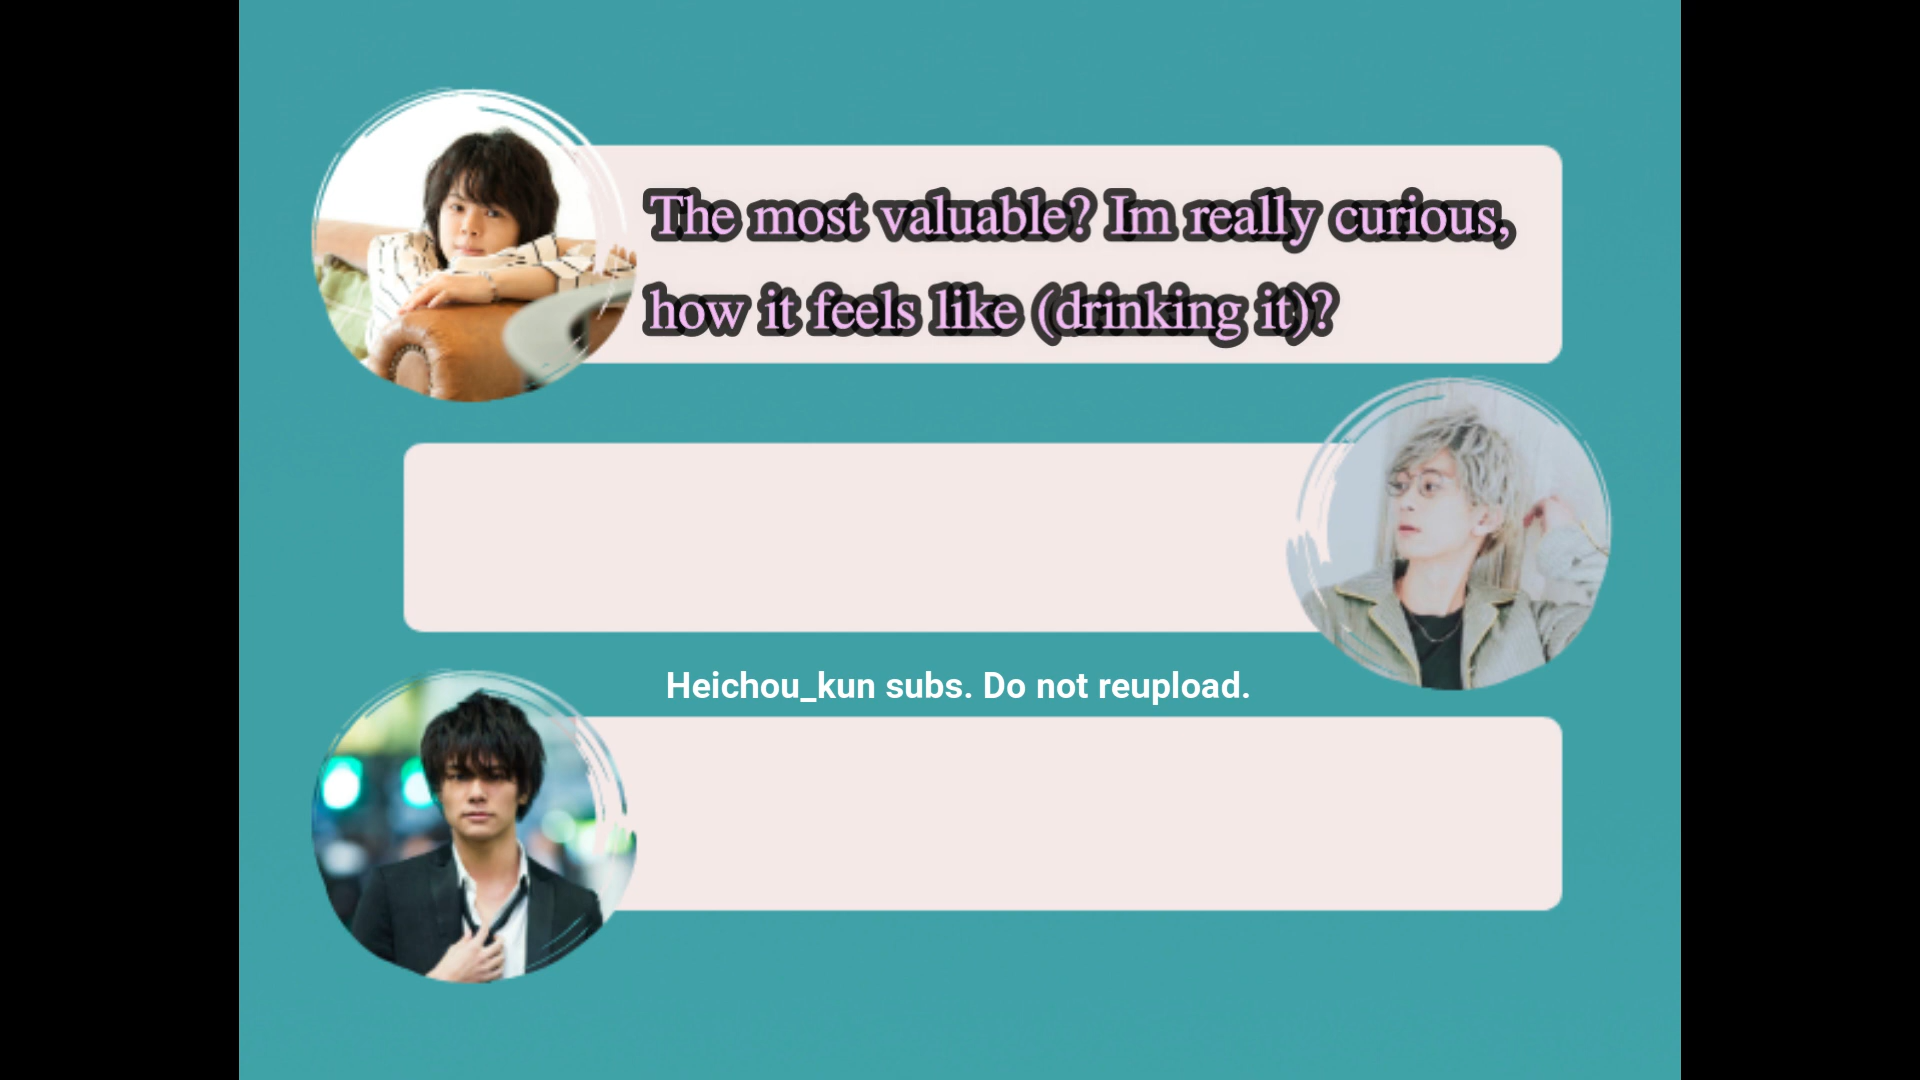 The most valuable? Im really curious,
how it feels like (drinking it)?
Heichou_kun subs. Do not reupload.